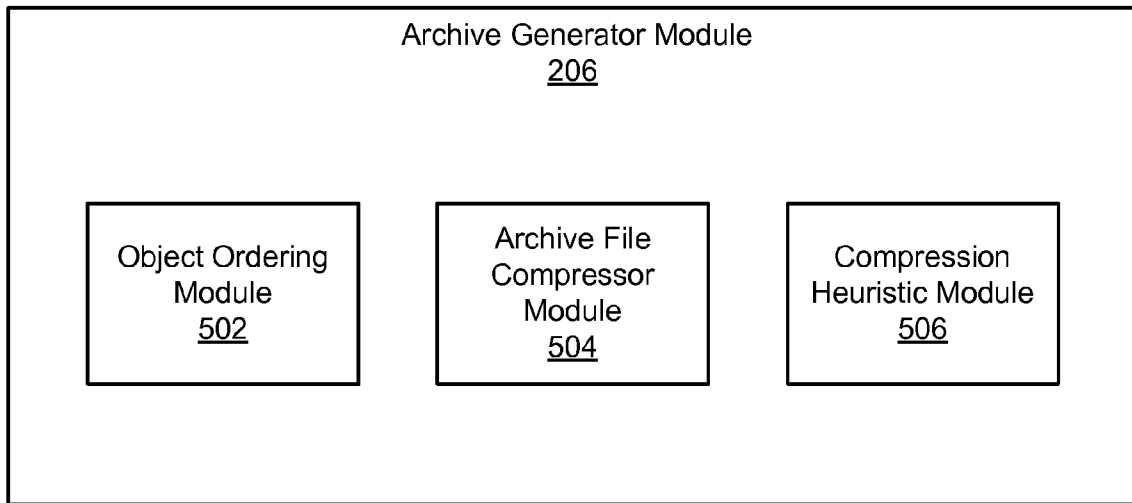 Archive Generator Module
206
Object Ordering
Module
502
Archive File
Compressor
Module
504
Compression
Heuristic Module
506